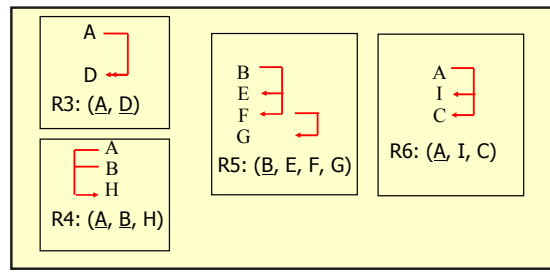 A
D
R3: (A, D)
A
B
H
R4: (A, B, H)
B
E
F
G
R5: (B, E, F, G)
A
I
C
R6: (A, I, C)